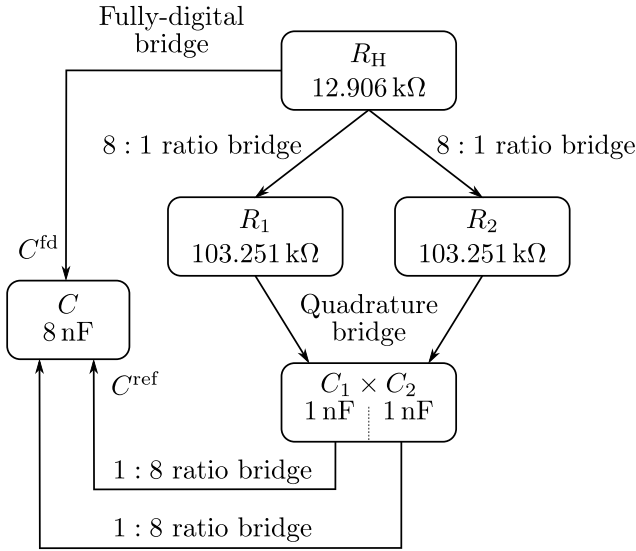 Fully-digital
bridge
R_H
12.906 kΩ
8 : 1 ratio bridge
8 : 1 ratio bridge
R_1
103.251 kΩ
R_2
103.251 kΩ
C^fd
C
8 nF
Quadrature
bridge
C_1 × C_2
1 nF 1 nF
C^ref
1 : 8 ratio bridge
1 : 8 ratio bridge